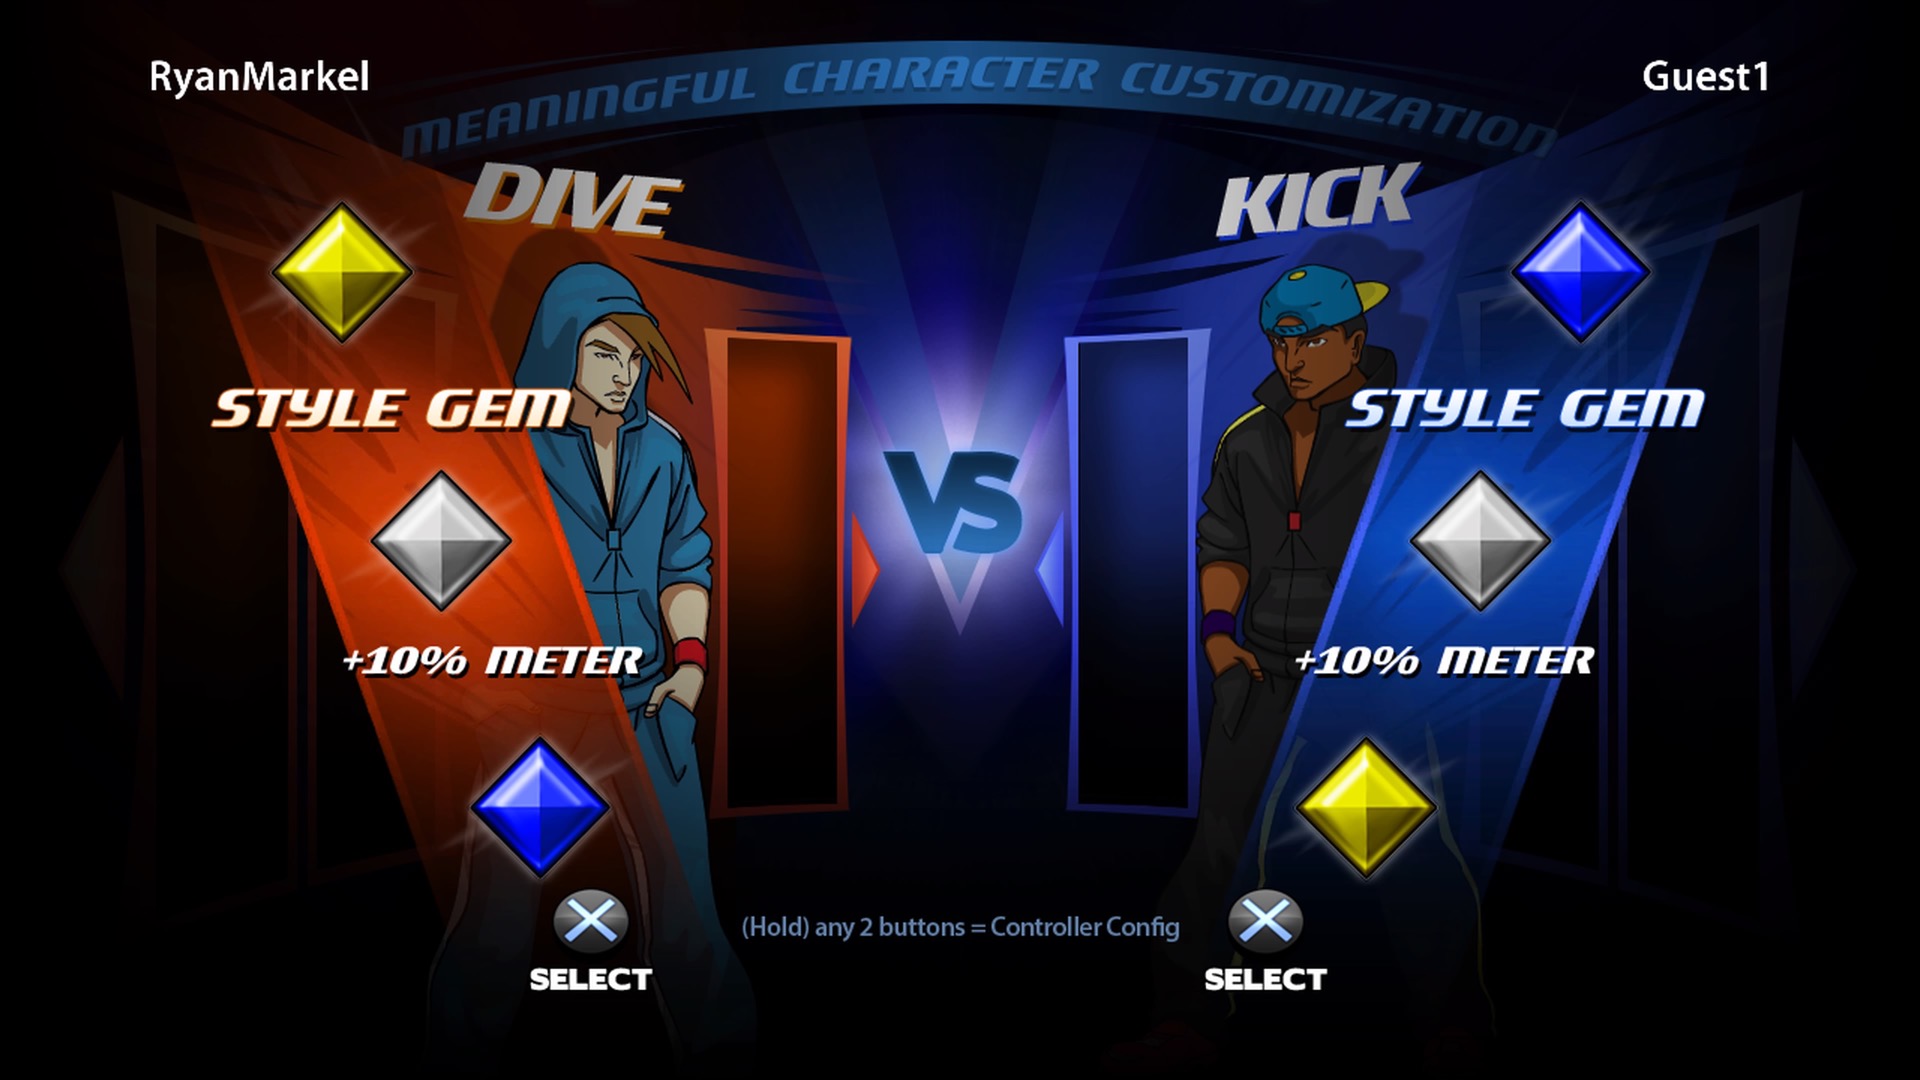 RyanMarkel
Guest1
MEANINGFUL CHARACTER CUSTOMIZATION
DIVE
KICK
STYLE GEM
STYLE GEM
VS
+10% METER
+10% METER
(Hold) any 2 buttons = Controller Config
SELECT
SELECT